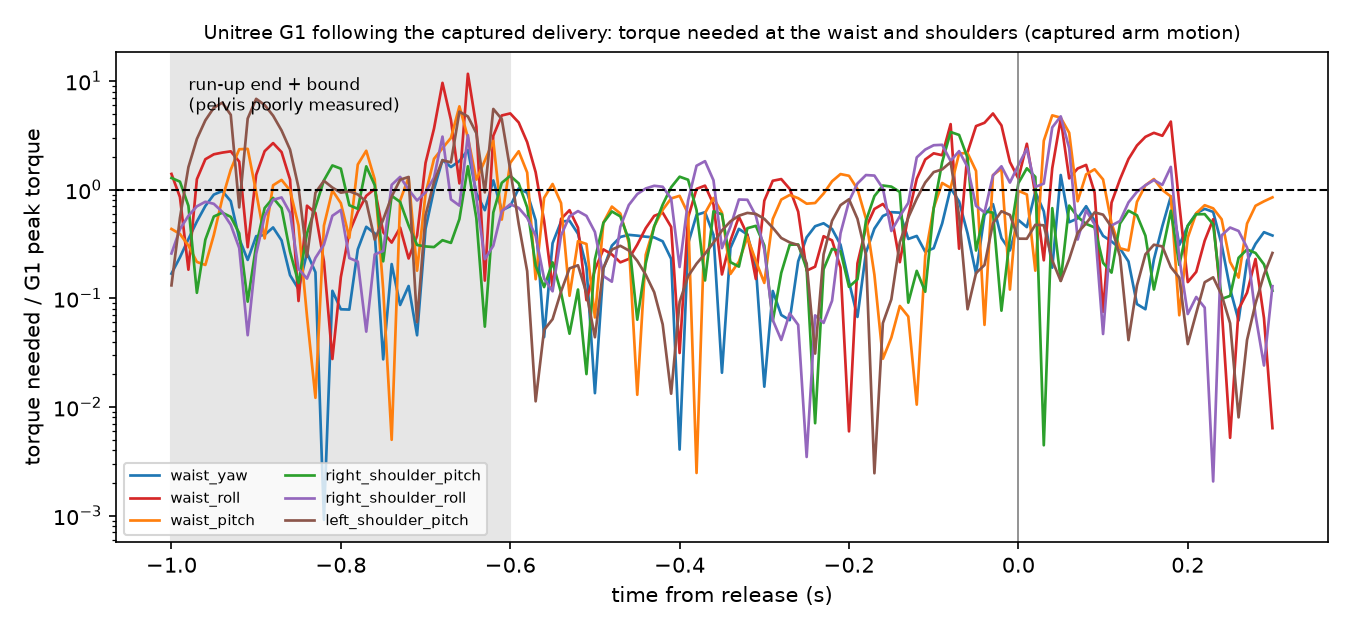 Unitree G1 following the captured delivery: torque needed at the waist and shoulders (captured arm motion)
torque needed / G1 peak torque
10¹
10⁰
10⁻¹
10⁻²
10⁻³
run-up end + bound
(pelvis poorly measured)
waist_yaw
waist_roll
waist_pitch
right_shoulder_pitch
right_shoulder_roll
left_shoulder_pitch
−1.0 −0.8 −0.6 −0.4 −0.2 0.0 0.2
time from release (s)